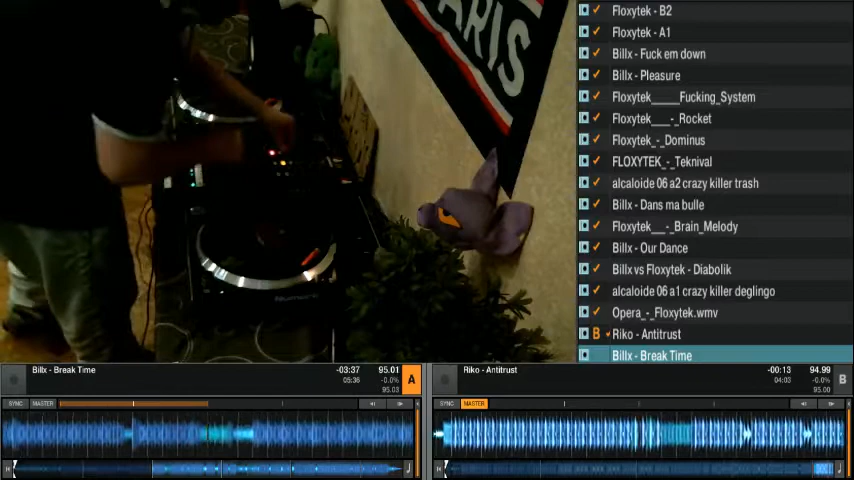 PARIS
Floxytek - B2
Floxytek - A1
Billx - Fuck em down
Billx - Pleasure
Floxytek_____Fucking_System
Floxytek___-_Rocket
Floxytek_-_Dominus
FLOXYTEK_-_Teknival
alcaloide 06 a2 crazy killer trash
Billx - Dans ma bulle
Floxytek___-_Brain_Melody
Billx - Our Dance
Billx vs Floxytek - Diabolik
alcaloide 06 a1 crazy killer deglingo
Opera_-_Floxytek.wmv
B Riko - Antitrust
Billx - Break Time
Billx - Break Time -03:37 95.01 A
05:36 -0.0%
95.03
SYNC MASTER
Riko - Antitrust -00:13 94.99 B
04:03 -0.0%
95.00
SYNC MASTER